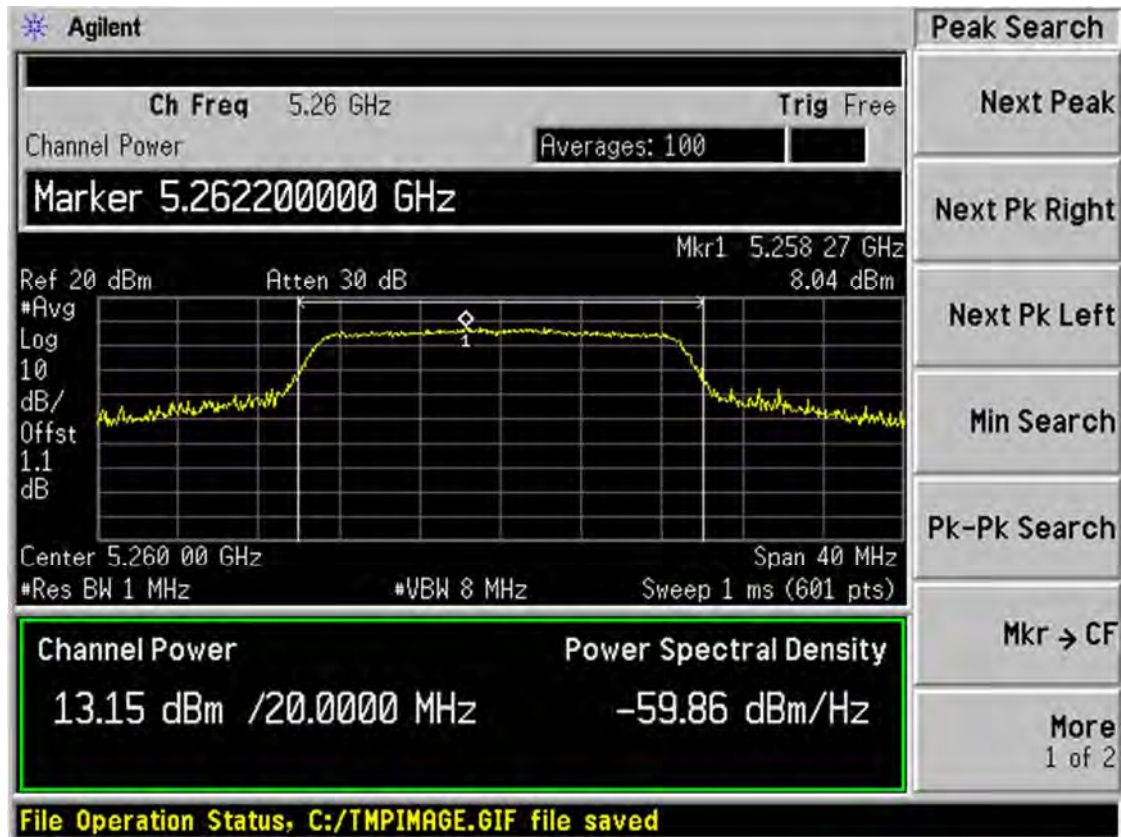 Agilent
Peak Search
Ch Freq 5.26 GHz
Trig Free
Channel Power
Averages: 100
Marker 5.262200000 GHz
Mkr1 5.258 27 GHz
Ref 20 dBm
Atten 30 dB
8.04 dBm
#Avg
Log
10
dB/
Offst
1.1
dB
1
Center 5.260 00 GHz
Span 40 MHz
#Res BW 1 MHz
#VBW 8 MHz
Sweep 1 ms (601 pts)
Channel Power
Power Spectral Density
13.15 dBm /20.0000 MHz
-59.86 dBm/Hz
File Operation Status, C:/TMPIMAGE.GIF file saved
Next Peak
Next Pk Right
Next Pk Left
Min Search
Pk-Pk Search
Mkr → CF
More
1 of 2